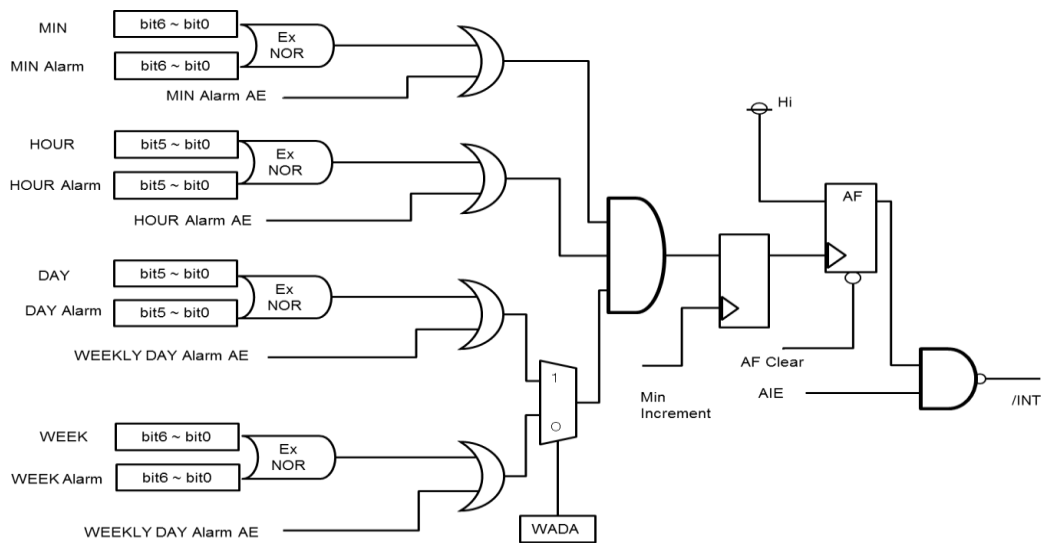 MIN
bit6 ~ bit0
Ex
NOR
MIN Alarm
bit6 ~ bit0
MIN Alarm AE
Hi
HOUR
bit5 ~ bit0
Ex
NOR
HOUR Alarm
bit5 ~ bit0
HOUR Alarm AE
AF
DAY
bit5 ~ bit0
Ex
NOR
DAY Alarm
bit5 ~ bit0
WEEKLY DAY Alarm AE
AF Clear
1
0
Min
Increment
AIE
/INT
WEEK
bit6 ~ bit0
Ex
NOR
WEEK Alarm
bit6 ~ bit0
WEEKLY DAY Alarm AE
WADA